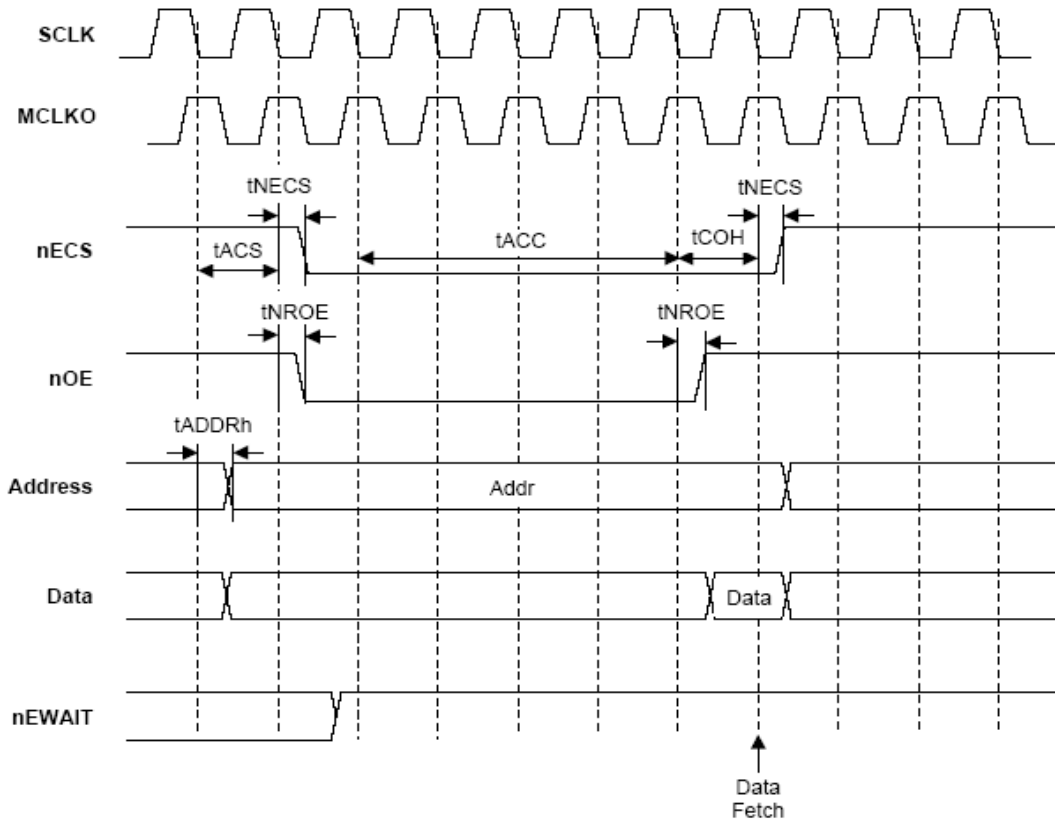 SCLK
MCLKO
tNECS
tNECS
nECS
tACS
tACC
tCOH
tNROE
tNROE
nOE
tADDRh
Address
Addr
Data
Data
nEWAIT
Data
Fetch